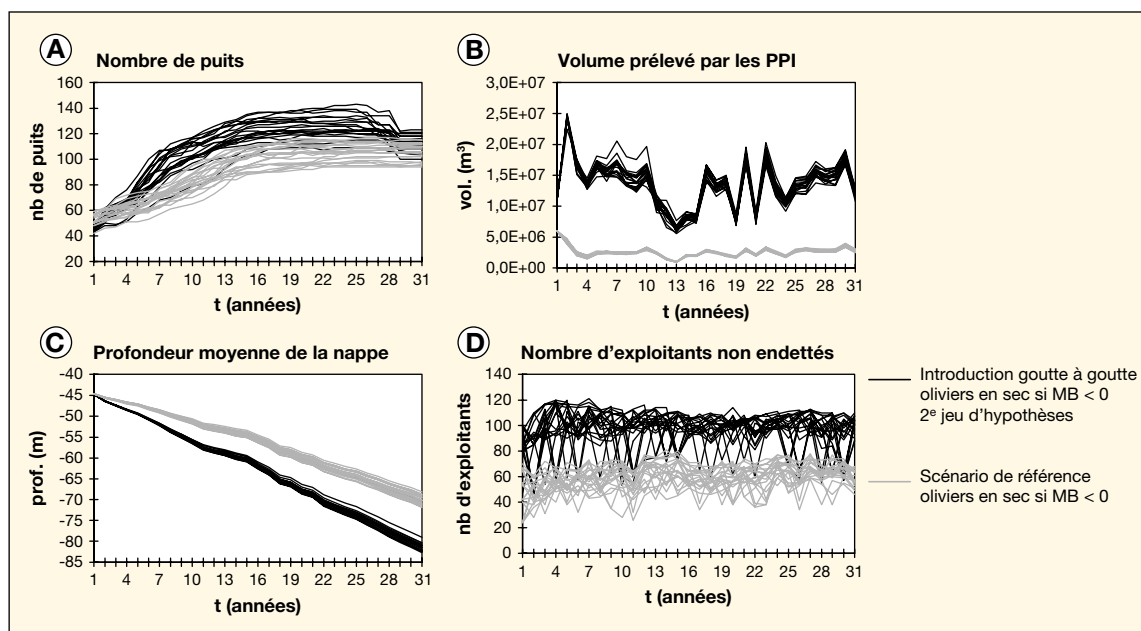 A
Nombre de puits
nb de puits
160
140
120
100
80
60
40
20
1 4 7 10 13 16 19 22 25 28 31
t (années)
B
Volume prélevé par les PPI
vol. (m³)
3,0E+07
2,5E+07
2,0E+07
1,5E+07
1,0E+07
5,0E+06
0,0E+00
1 4 7 10 13 16 19 22 25 28 31
t (années)
C
Profondeur moyenne de la nappe
prof. (m)
-40
-45
-50
-55
-60
-65
-70
-75
-80
-85
1 4 7 10 13 16 19 22 25 28 31
t (années)
D
Nombre d'exploitants non endettés
nb d'exploitants
140
120
100
80
60
40
20
0
1 4 7 10 13 16 19 22 25 28 31
t (années)
Introduction goutte à goutte
oliviers en sec si MB < 0
2e jeu d'hypothèses
Scénario de référence
oliviers en sec si MB < 0